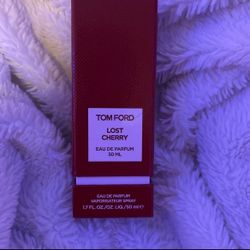 TOM FORD
LOST
CHERRY
EAU DE PARFUM
50 ML
EAU DE PARFUM
VAPORISATEUR SPRAY
1.7 FL.OZ./OZ. LIQ./50 ml ℮